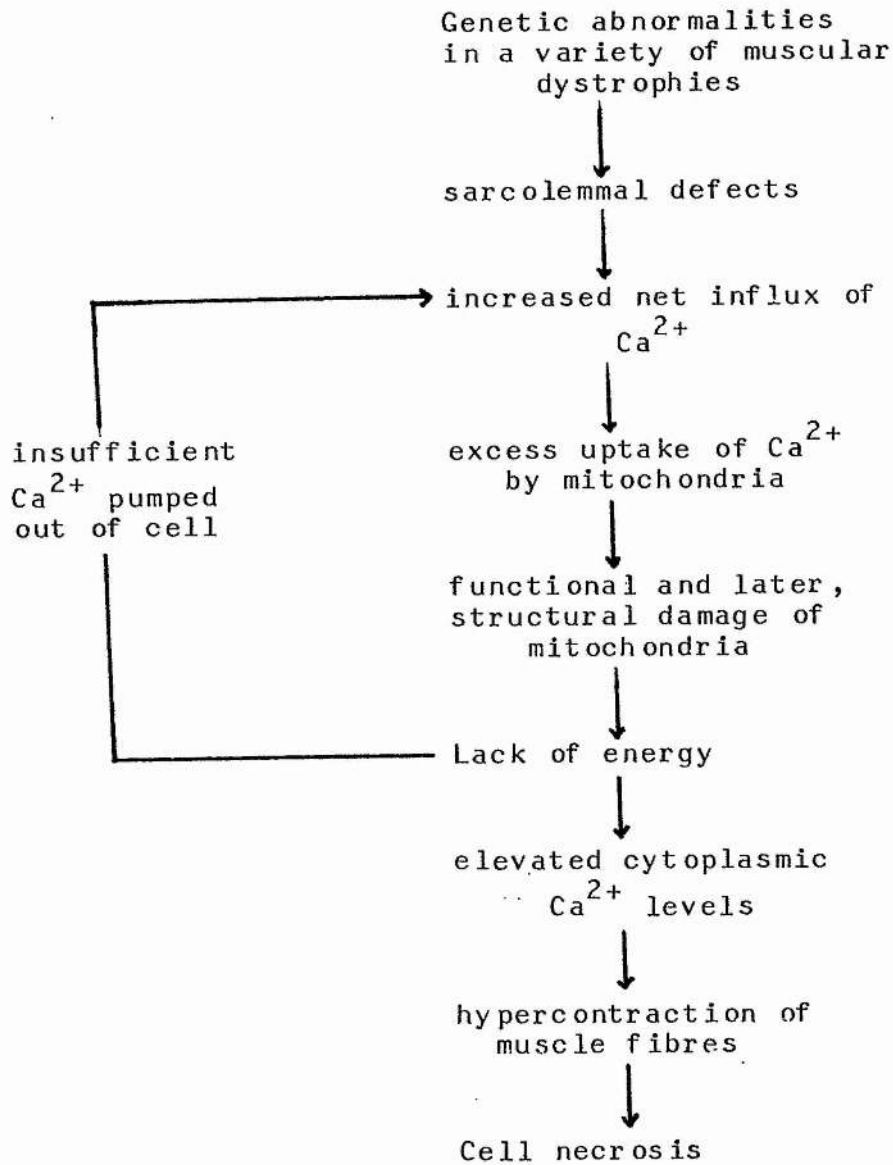 Genetic abnormalities
in a variety of muscular
dystrophies
sarcolemmal defects
increased net influx of
Ca²⁺
insufficient
Ca²⁺ pumped
out of cell
excess uptake of Ca²⁺
by mitochondria
functional and later,
structural damage of
mitochondria
Lack of energy
elevated cytoplasmic
Ca²⁺ levels
hypercontraction of
muscle fibres
Cell necrosis